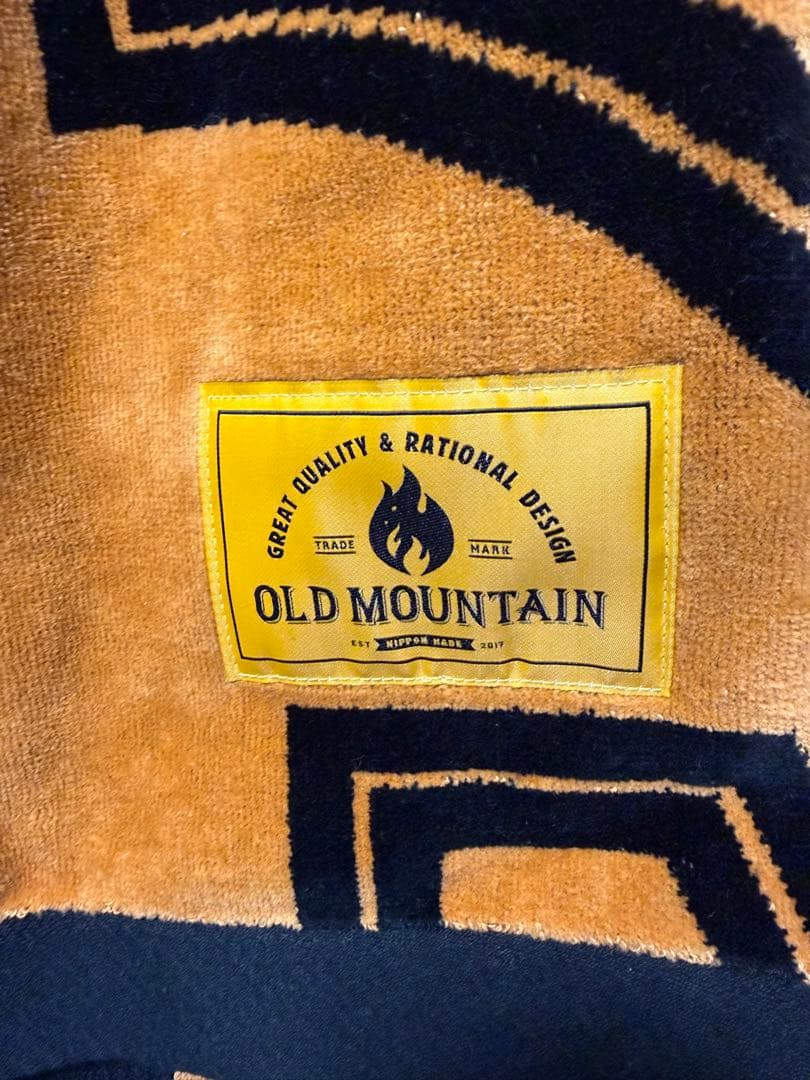 GREAT QUALITY & RATIONAL DESIGN
TRADE MARK
OLD MOUNTAIN
EST NIPPON MADE 2017